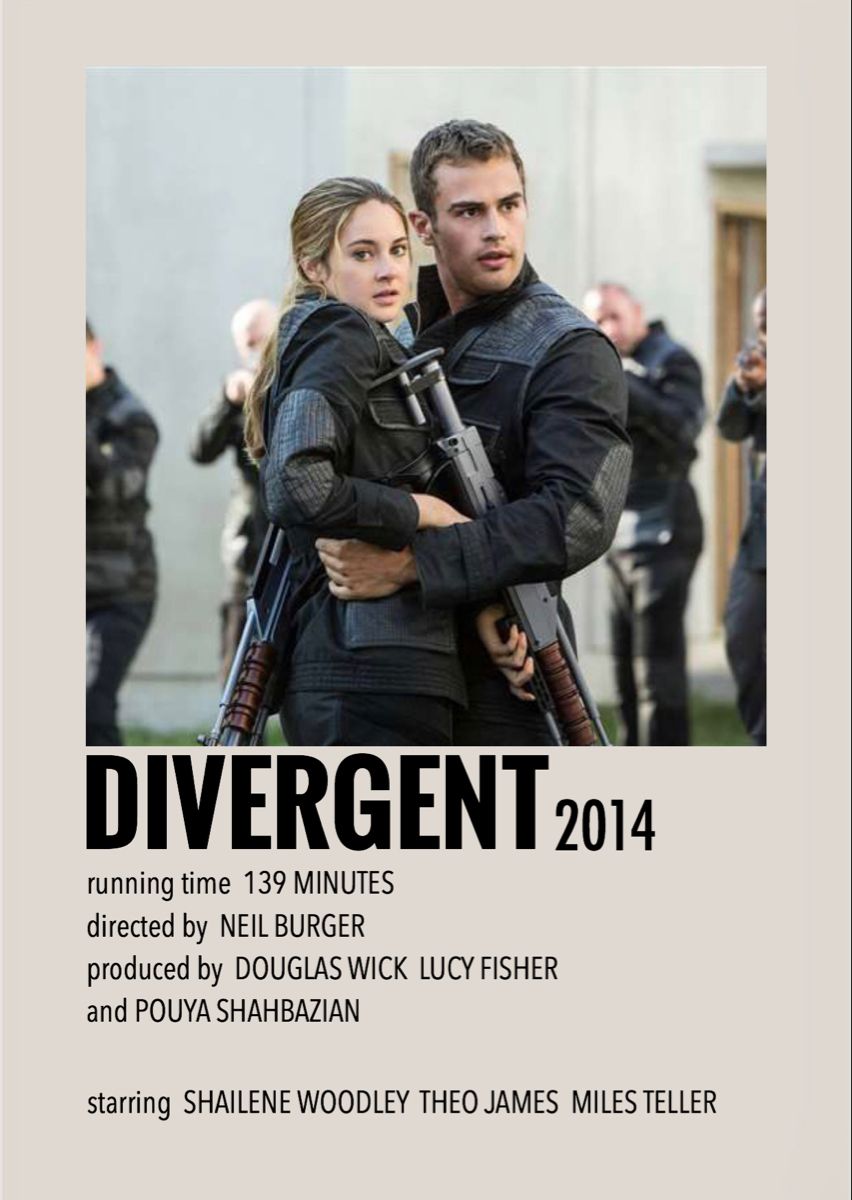 DIVERGENT 2014
running time 139 MINUTES
directed by NEIL BURGER
produced by DOUGLAS WICK LUCY FISHER
and POUYA SHAHBAZIAN
starring SHAILENE WOODLEY THEO JAMES MILES TELLER